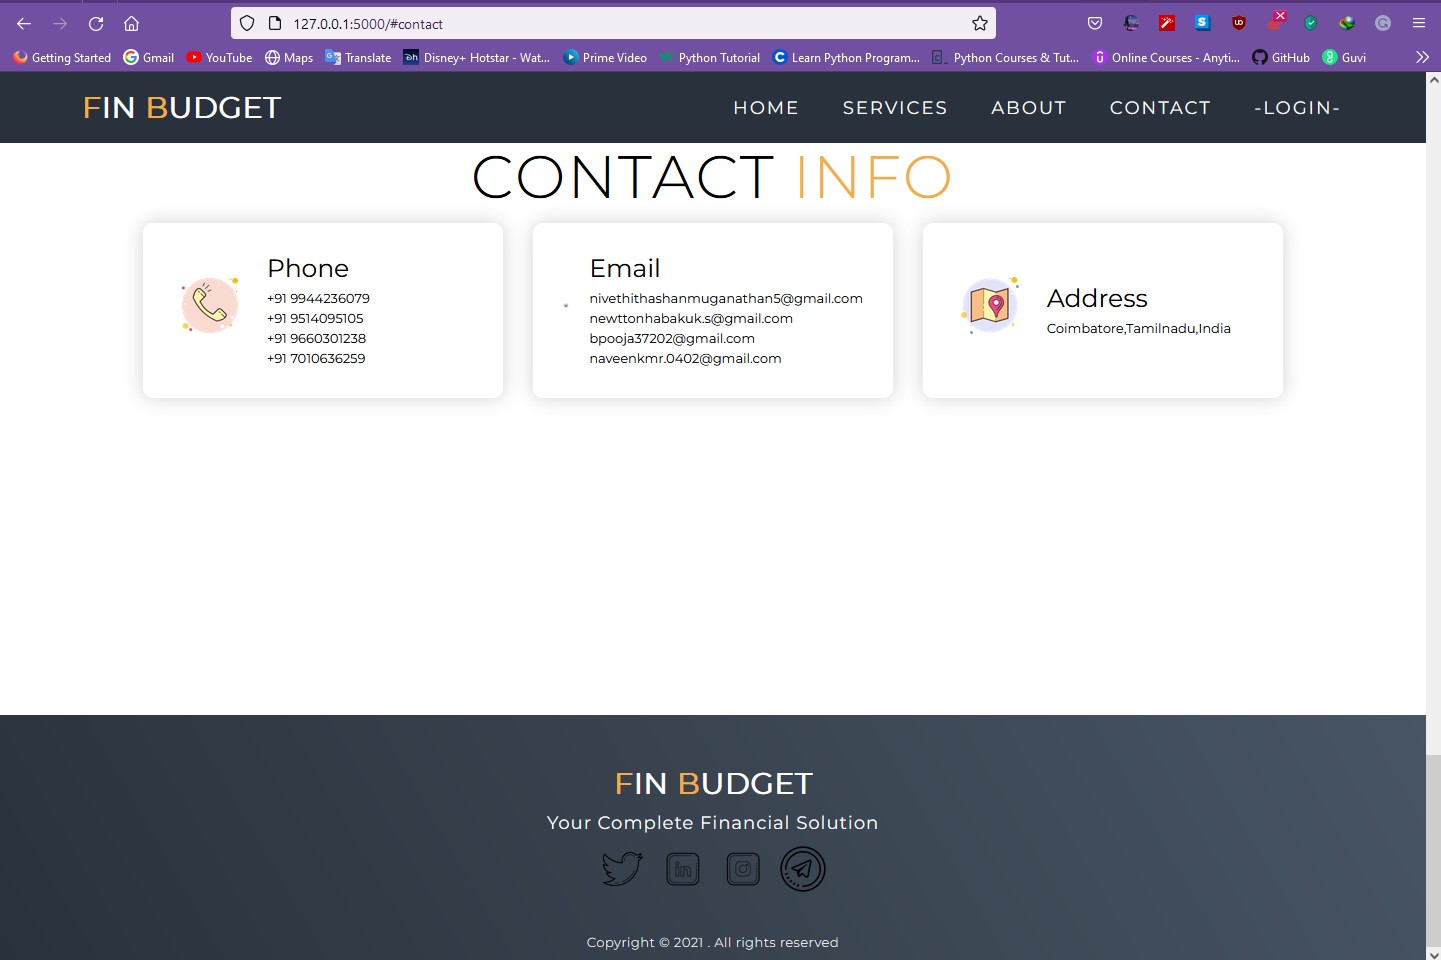 127.0.0.1:5000/#contact
Getting Started Gmail YouTube Maps Translate Disney+ Hotstar - Wat... Prime Video Python Tutorial Learn Python Program... Python Courses & Tut... Online Courses - Anyti... GitHub Guvi
FIN BUDGET HOME SERVICES ABOUT CONTACT -LOGIN-
CONTACT INFO
Phone
+91 9944236079
+91 9514095105
+91 9660301238
+91 7010636259
Email
nivethithashanmuganathan5@gmail.com
newttonhabakuk.s@gmail.com
bpooja37202@gmail.com
naveenkmr.0402@gmail.com
Address
Coimbatore,Tamilnadu,India
FIN BUDGET
Your Complete Financial Solution
Copyright © 2021 . All rights reserved